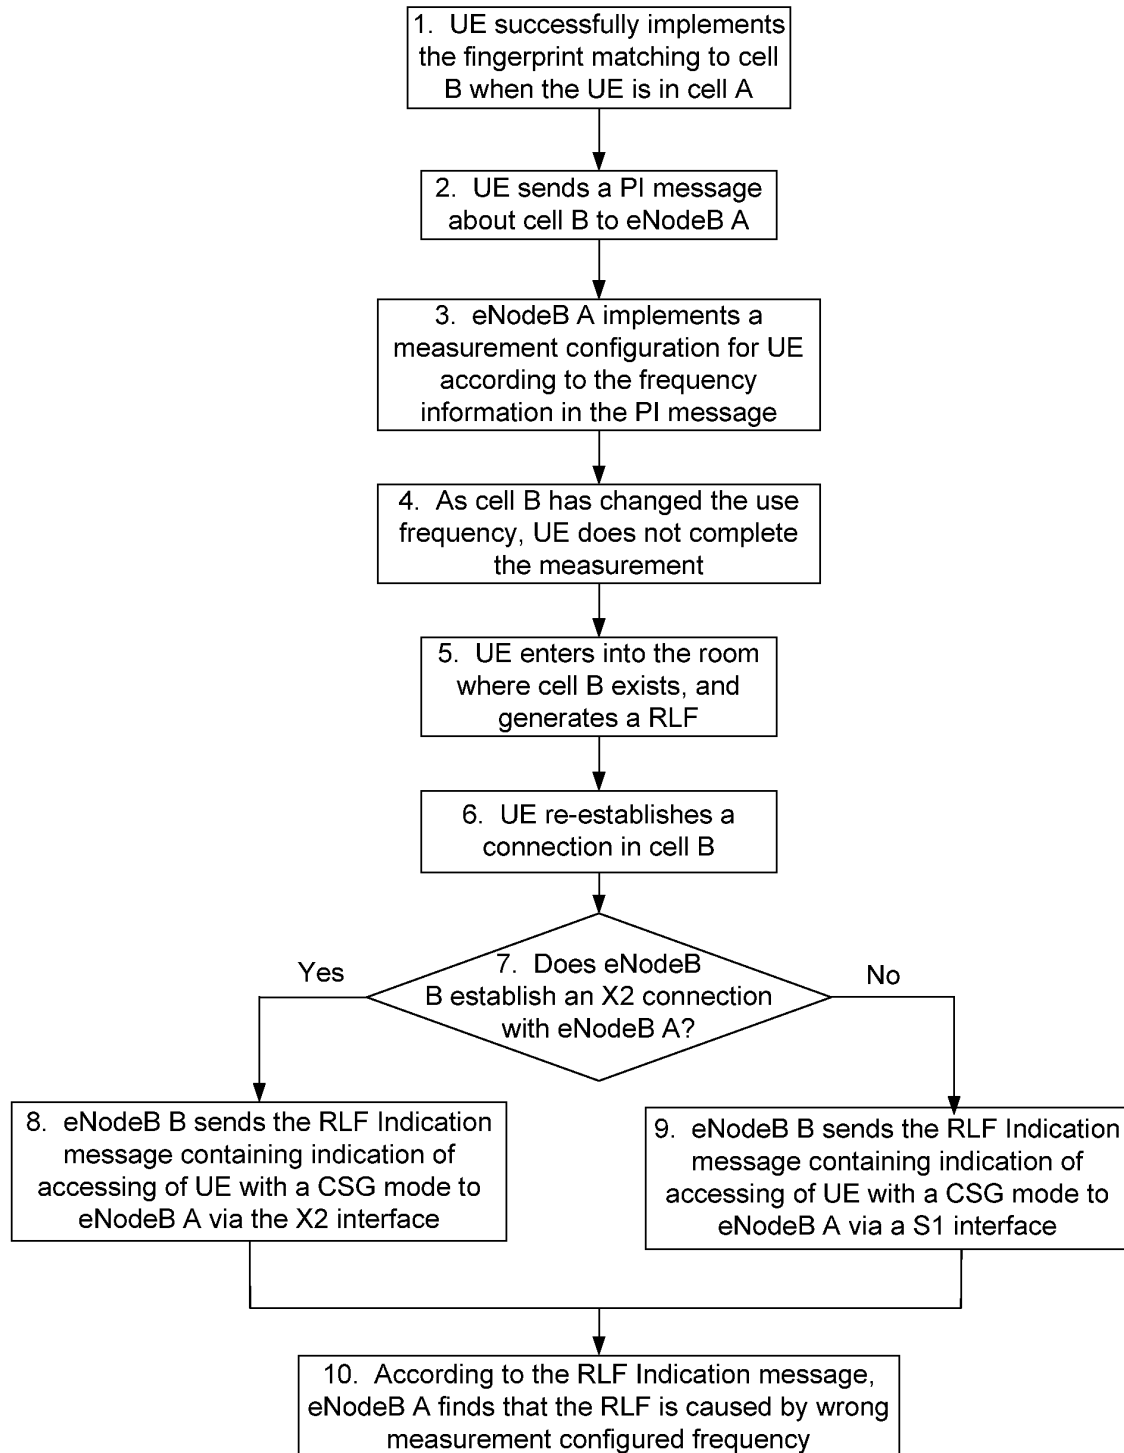 1. UE successfully implements
the fingerprint matching to cell
B when the UE is in cell A
2. UE sends a PI message
about cell B to eNodeB A
3. eNodeB A implements a
measurement configuration for UE
according to the frequency
information in the PI message
4. As cell B has changed the use
frequency, UE does not complete
the measurement
5. UE enters into the room
where cell B exists, and
generates a RLF
6. UE re-establishes a
connection in cell B
7. Does eNodeB
B establish an X2 connection
with eNodeB A?
Yes
No
8. eNodeB B sends the RLF Indication
message containing indication of
accessing of UE with a CSG mode to
eNodeB A via the X2 interface
9. eNodeB B sends the RLF Indication
message containing indication of
accessing of UE with a CSG mode to
eNodeB A via a S1 interface
10. According to the RLF Indication message,
eNodeB A finds that the RLF is caused by wrong
measurement configured frequency